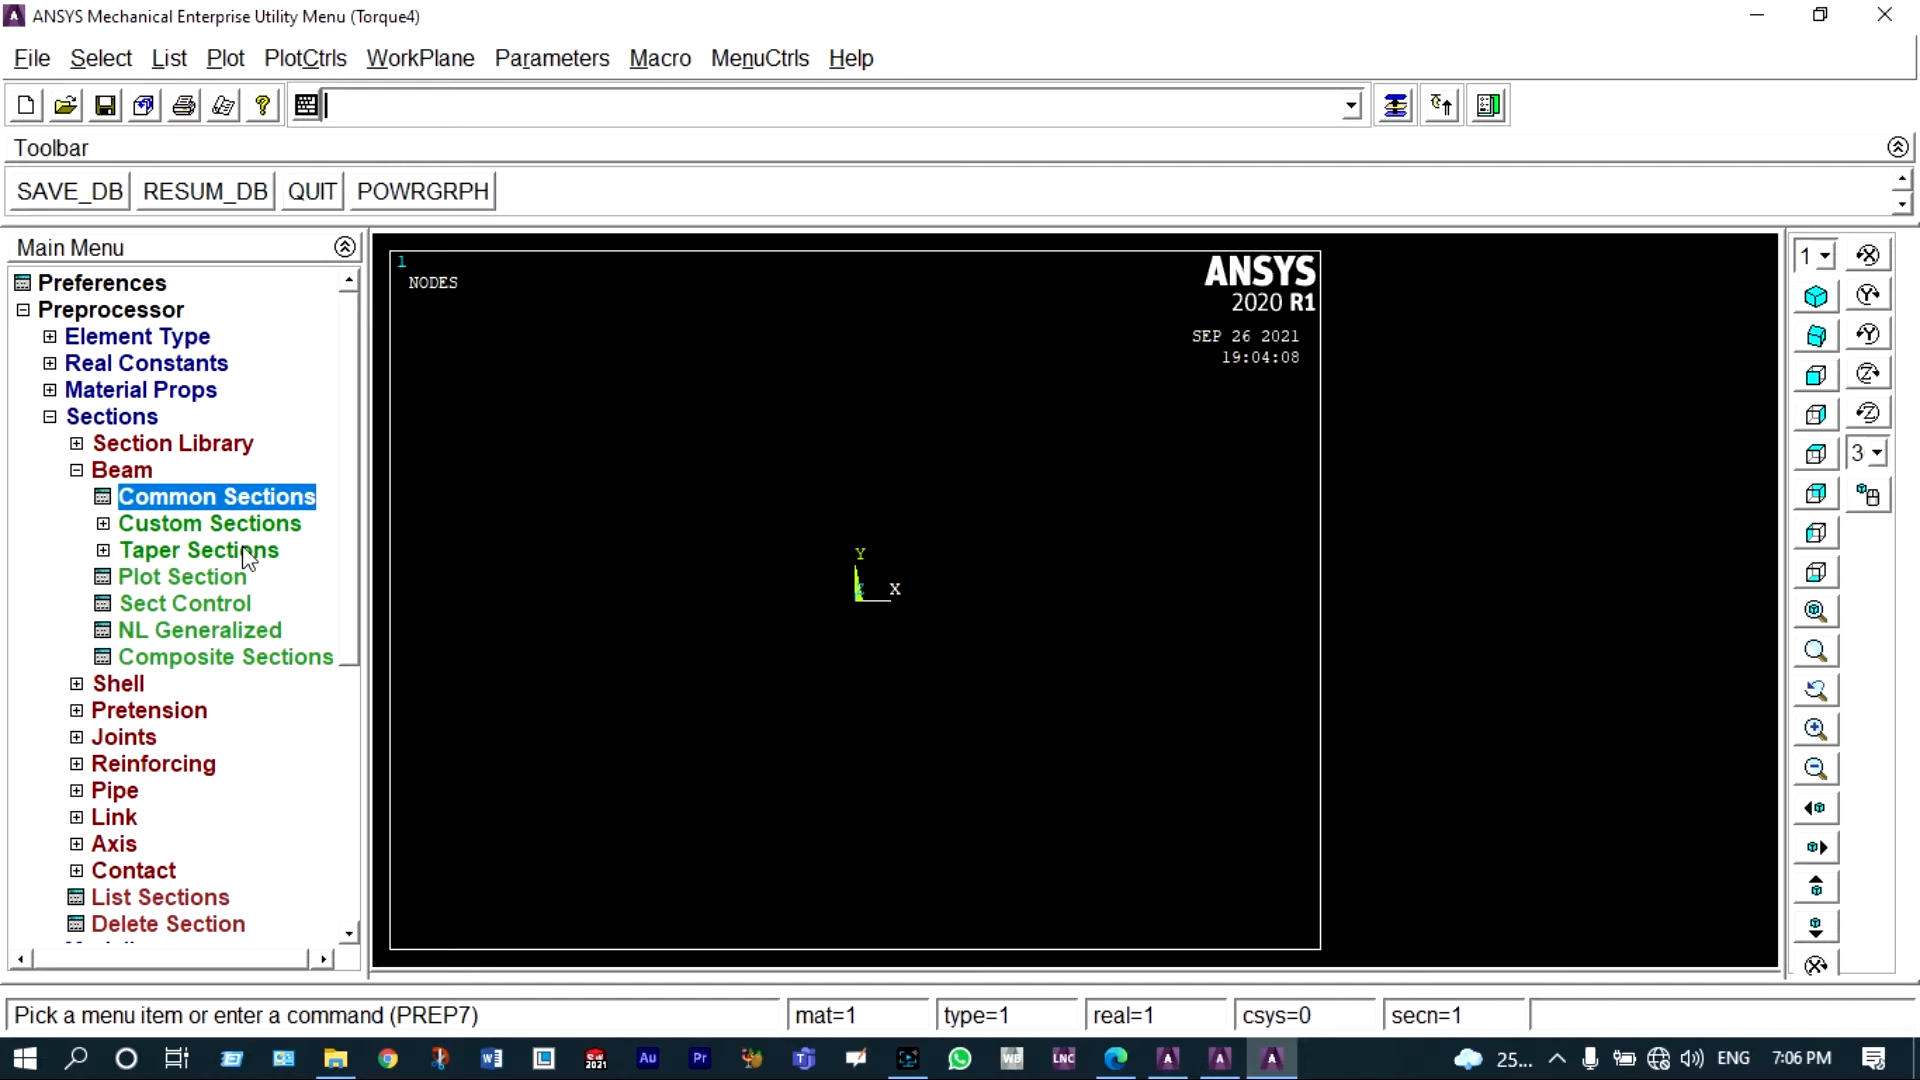 ANSYS Mechanical Enterprise Utility Menu (Torque4)
File Select List Plot PlotCtrls WorkPlane Parameters Macro MenuCtrls Help
Toolbar
SAVE_DB RESUM_DB QUIT POWRGRPH
Main Menu
Preferences
Preprocessor
Element Type
Real Constants
Material Props
Sections
Section Library
Beam
Common Sections
Custom Sections
Taper Sections
Plot Section
Sect Control
NL Generalized
Composite Sections
Shell
Pretension
Joints
Reinforcing
Pipe
Link
Axis
Contact
List Sections
Delete Section
1
NODES
ANSYS
2020 R1
SEP 26 2021
19:04:08
Y
X
1
3
Pick a menu item or enter a command (PREP7) mat=1 type=1 real=1 csys=0 secn=1
25... ENG 7:06 PM